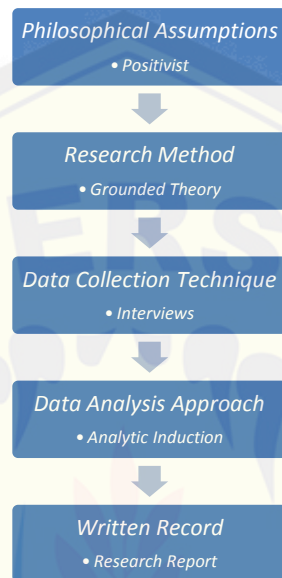 Philosophical Assumptions
• Positivist
Research Method
• Grounded Theory
ERS
Data Collection Technique
• Interviews
Data Analysis Approach
• Analytic Induction
Written Record
• Research Report